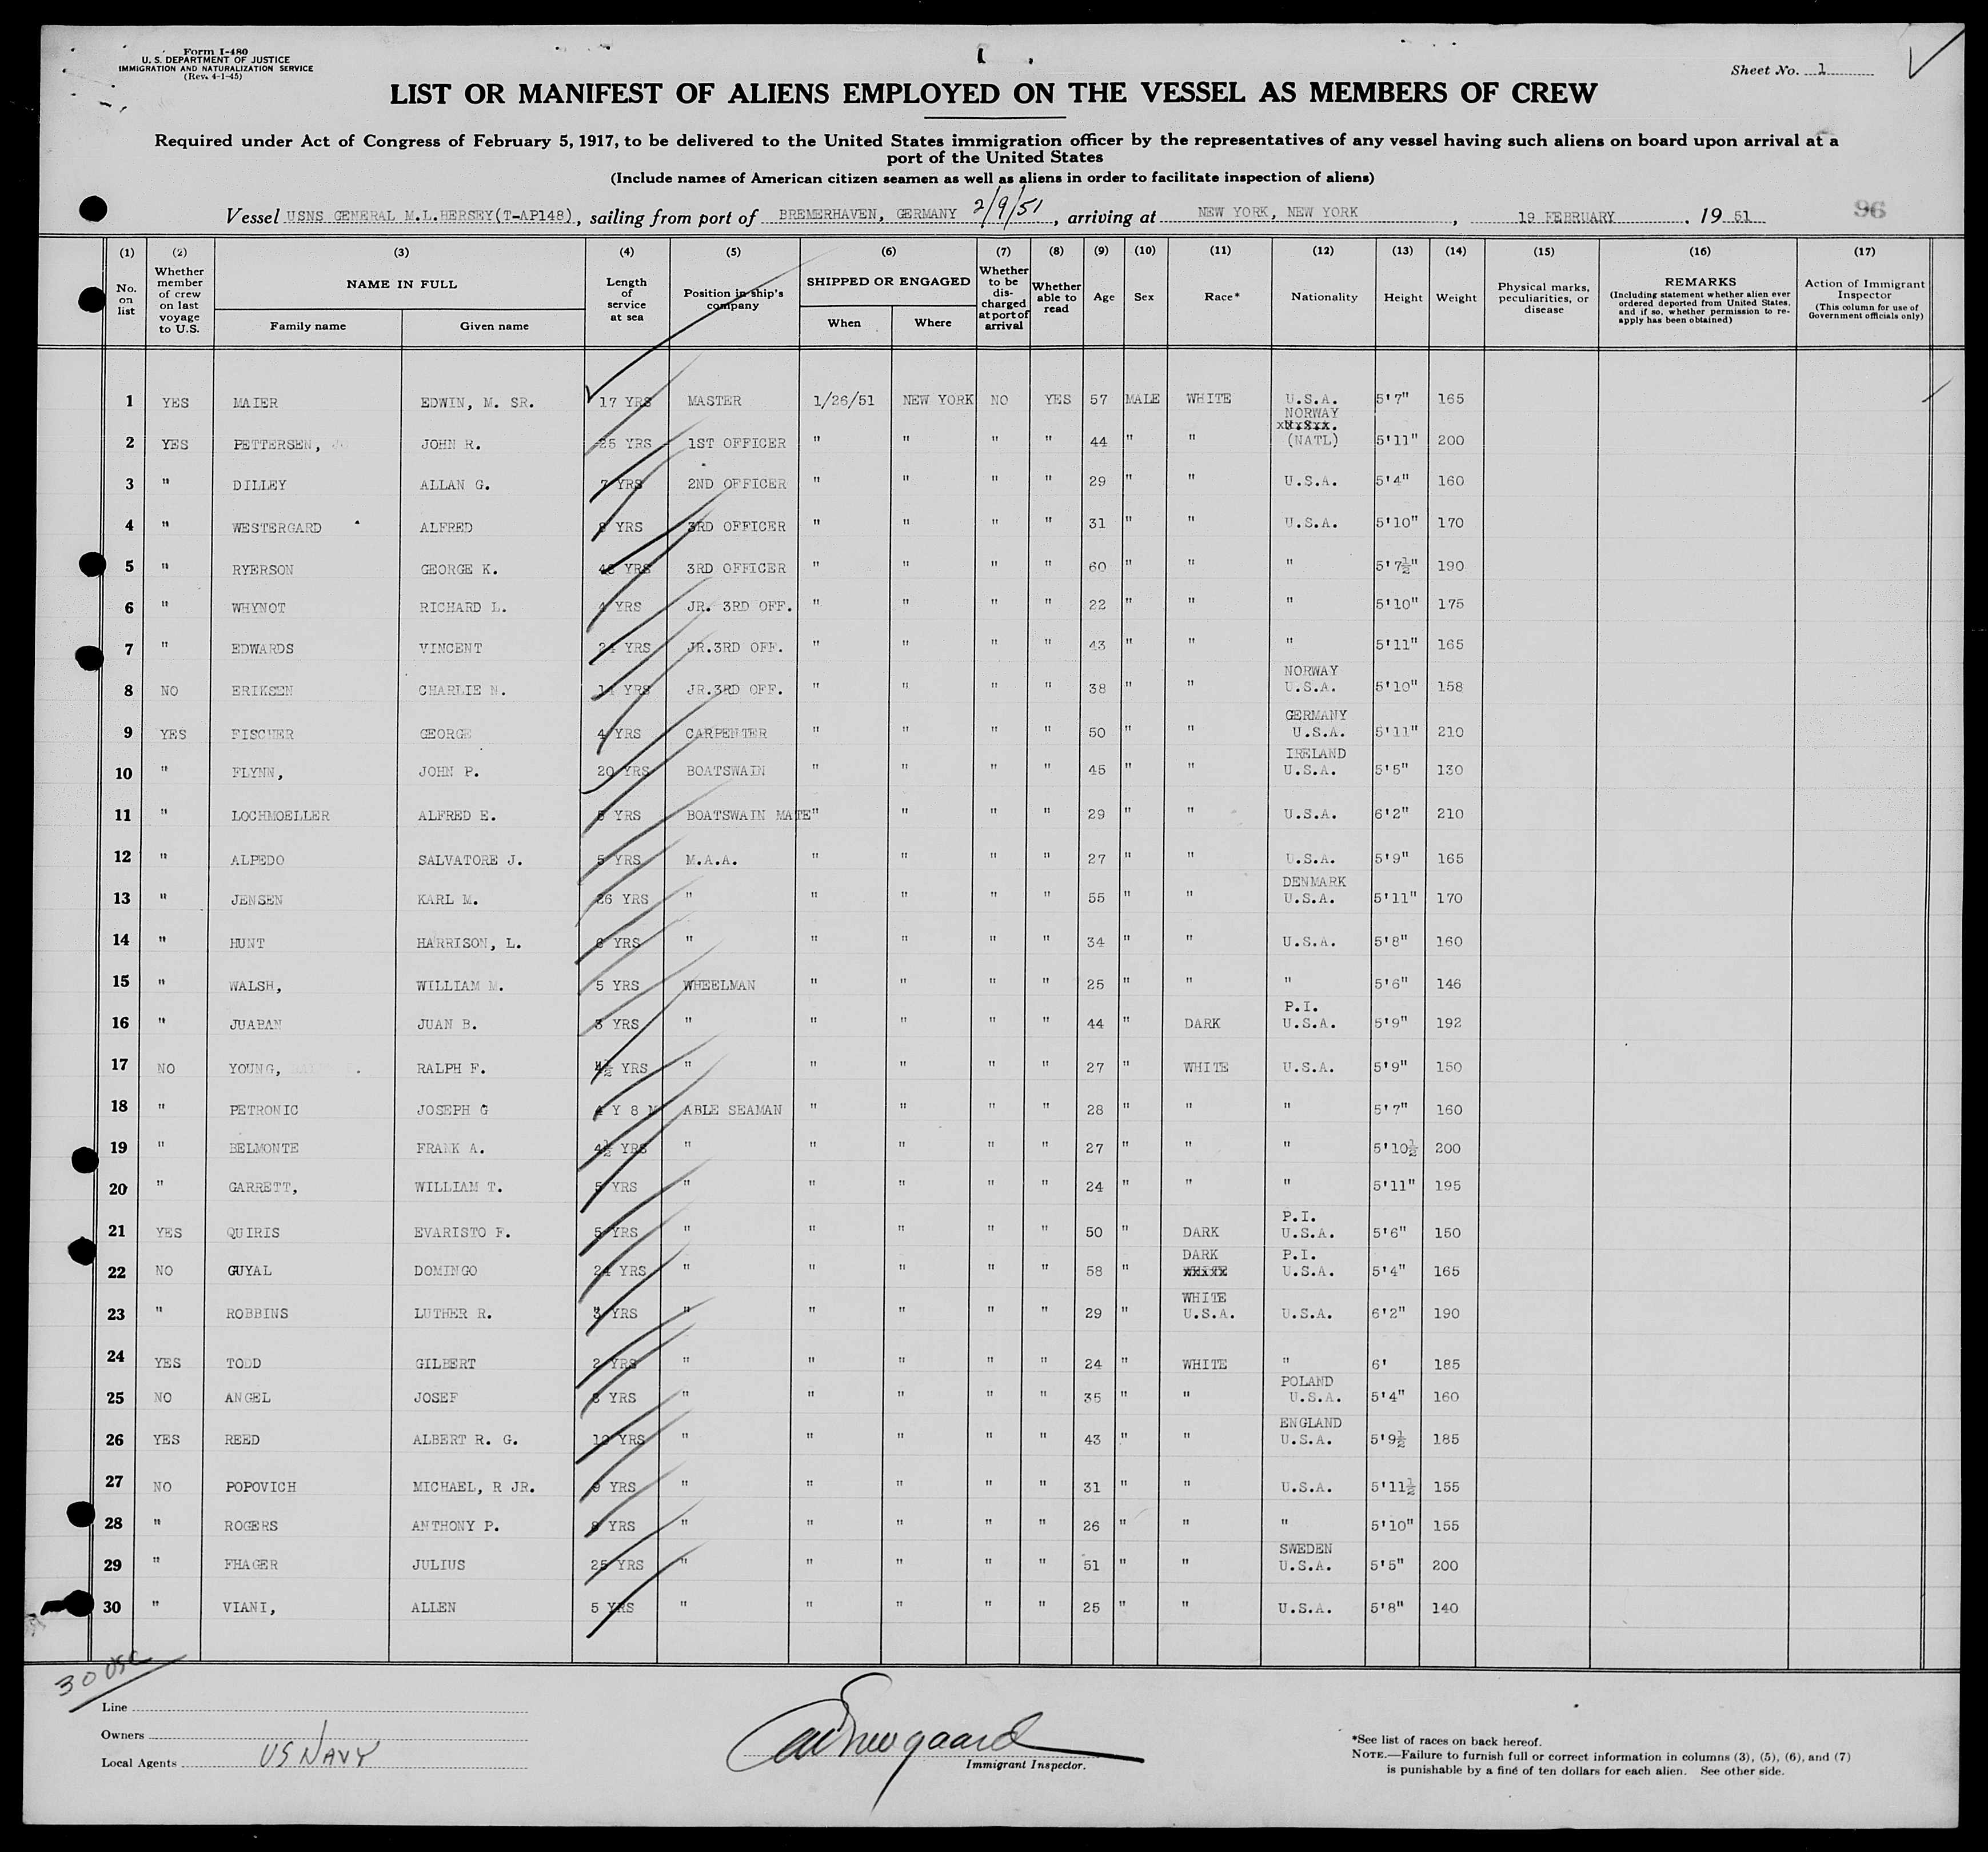 Form I-480
U. S. DEPARTMENT OF JUSTICE
IMMIGRATION AND NATURALIZATION SERVICE
(Rev. 4-1-45)
Sheet No. 1
LIST OR MANIFEST OF ALIENS EMPLOYED ON THE VESSEL AS MEMBERS OF CREW
Required under Act of Congress of February 5, 1917, to be delivered to the United States immigration officer by the representatives of any vessel having such aliens on board upon arrival at a
port of the United States
(Include names of American citizen seamen as well as aliens in order to facilitate inspection of aliens)
Vessel USNS GENERAL M.L.HERSEY(T-AP148), sailing from port of BREMERHAVEN, GERMANY 2/9/51, arriving at NEW YORK, NEW YORK, 19 FEBRUARY, 19 51 96
(1) No. on list (2) Whether member of crew on last voyage to U.S. (3) NAME IN FULL Family name Given name (4) Length of service at sea (5) Position in ship's company (6) SHIPPED OR ENGAGED When Where (7) Whether to be discharged at port of arrival (8) Whether able to read (9) Age (10) Sex (11) Race* (12) Nationality (13) Height (14) Weight (15) Physical marks, peculiarities, or disease (16) REMARKS (Including statement whether alien ever ordered deported from United States, and if so, whether permission to reapply has been obtained) (17) Action of Immigrant Inspector (This column for use of Government officials only)
1 YES MAIER EDWIN, M. SR. 17 YRS MASTER 1/26/51 NEW YORK NO YES 57 MALE WHITE U.S.A. 5'7" 165
2 YES PETTERSEN, JOHN R. 25 YRS 1ST OFFICER " " " " 44 " " NORWAY (NATL) 5'11" 200
3 " DILLEY ALLAN G. 7 YRS 2ND OFFICER " " " " 29 " " U.S.A. 5'4" 160
4 " WESTERGARD ALFRED YRS 3RD OFFICER " " " " 31 " " U.S.A. 5'10" 170
5 " RYERSON GEORGE K. YRS 3RD OFFICER " " " " 60 " " " 5'7½" 190
6 " WHYNOT RICHARD L. 4 YRS JR. 3RD OFF. " " " " 22 " " " 5'10" 175
7 " EDWARDS VINCENT YRS JR.3RD OFF. " " " " 43 " " " 5'11" 165
8 NO ERIKSEN CHARLIE N. YRS JR.3RD OFF. " " " " 38 " " NORWAY U.S.A. 5'10" 158
9 YES FISCHER GEORGE 4 YRS CARPENTER " " " " 50 " " GERMANY U.S.A. 5'11" 210
10 " FLYNN, JOHN P. 20 YRS BOATSWAIN " " " " 45 " " IRELAND U.S.A. 5'5" 130
11 " LOCHMOELLER ALFRED E. YRS BOATSWAIN MATE " " " " 29 " " U.S.A. 6'2" 210
12 " ALPEDO SALVATORE J. 5 YRS M.A.A. " " " " 27 " " U.S.A. 5'9" 165
13 " JENSEN KARL M. 26 YRS " " " " " 55 " " DENMARK U.S.A. 5'11" 170
14 " HUNT HARRISON, L. YRS " " " " " 34 " " U.S.A. 5'8" 160
15 " WALSH, WILLIAM M. 5 YRS WHEELMAN " " " " 25 " " " 5'6" 146
16 " JUABAN JUAN B. 3 YRS " " " " " 44 " DARK P.I. U.S.A. 5'9" 192
17 NO YOUNG, RALPH F. 4½ YRS " " " " " 27 " WHITE U.S.A. 5'9" 150
18 " PETRONIC JOSEPH G 4 Y 8 M ABLE SEAMAN " " " " 28 " " " 5'7" 160
19 " BELMONTE FRANK A. 4½ YRS " " " " " 27 " " " 5'10½ 200
20 " GARRETT, WILLIAM T. 5 YRS " " " " " 24 " " " 5'11" 195
21 YES QUIRIS EVARISTO F. 5 YRS " " " " " 50 " DARK P.I. U.S.A. 5'6" 150
22 NO GUYAL DOMINGO 24 YRS " " " " " 58 " DARK P.I. U.S.A. 5'4" 165
23 " ROBBINS LUTHER R. 3 YRS " " " " " 29 " WHITE U.S.A. U.S.A. 6'2" 190
24 YES TODD GILBERT 2 YRS " " " " " 24 " WHITE " 6' 185
25 NO ANGEL JOSEF 8 YRS " " " " " 35 " " POLAND U.S.A. 5'4" 160
26 YES REED ALBERT R. G. YRS " " " " " 43 " " ENGLAND U.S.A. 5'9½ 185
27 NO POPOVICH MICHAEL, R JR. 9 YRS " " " " " 31 " " U.S.A. 5'11½ 155
28 " ROGERS ANTHONY P. YRS " " " " " 26 " " " 5'10" 155
29 " FHAGER JULIUS 25 YRS " " " " " 51 " " SWEDEN U.S.A. 5'5" 200
30 " VIANI, ALLEN 5 YRS " " " " " 25 " " U.S.A. 5'8" 140
30 USC
Line
Owners
Local Agents US NAVY
Immigrant Inspector.
*See list of races on back hereof.
NOTE.—Failure to furnish full or correct information in columns (3), (5), (6), and (7)
is punishable by a fine of ten dollars for each alien. See other side.